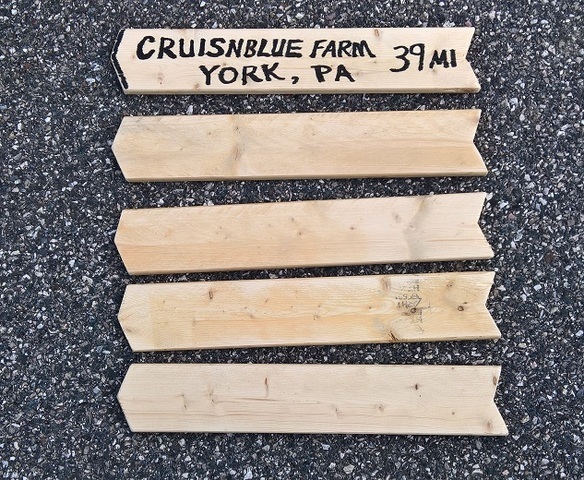 CRUISNBLUE FARM 39 MI
YORK, PA